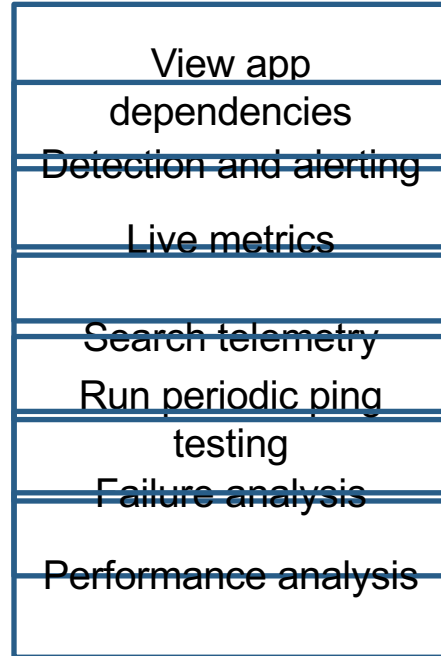 View app
dependencies
Detection and alerting
Live metrics
Search telemetry
Run periodic ping
testing
Failure analysis
Performance analysis